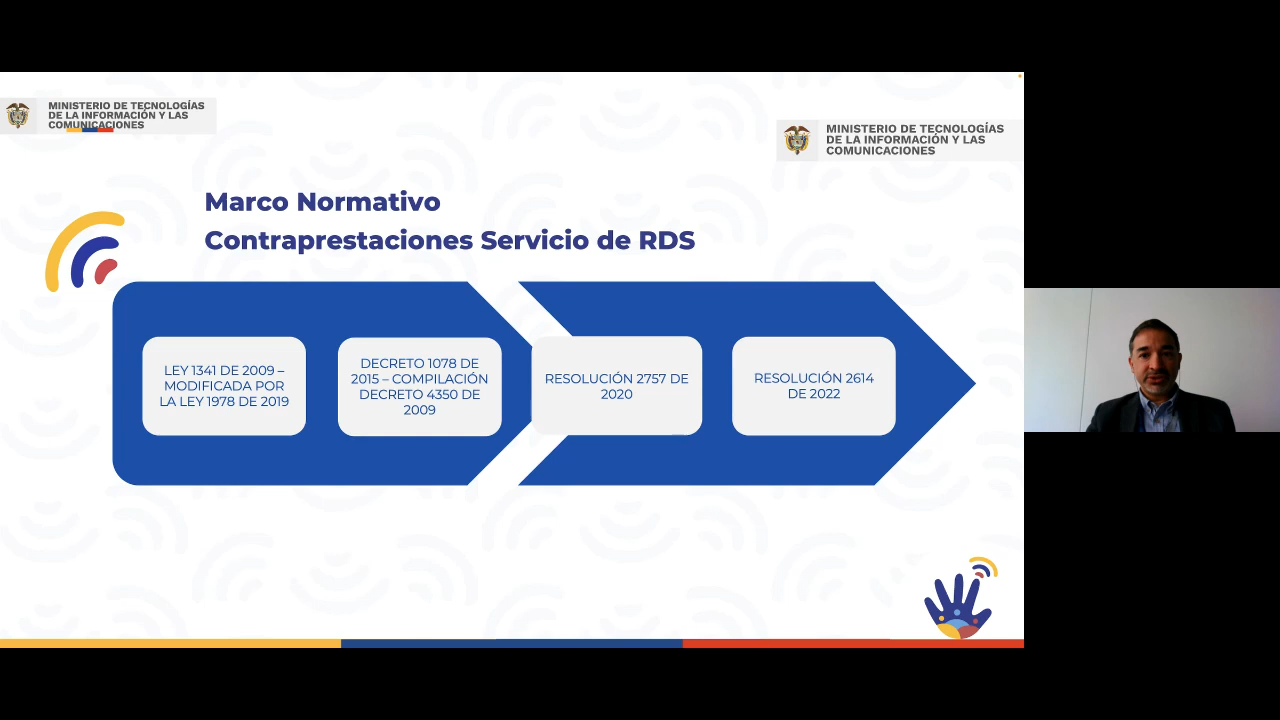 MINISTERIO DE TECNOLOGÍAS
DE LA INFORMACIÓN Y LAS
COMUNICACIONES
MINISTERIO DE TECNOLOGÍAS
DE LA INFORMACIÓN Y LAS
COMUNICACIONES
Marco Normativo
Contraprestaciones Servicio de RDS
LEY 1341 DE 2009 –
MODIFICADA POR
LA LEY 1978 DE 2019
DECRETO 1078 DE
2015 – COMPILACIÓN
DECRETO 4350 DE
2009
RESOLUCIÓN 2757 DE
2020
RESOLUCIÓN 2614
DE 2022